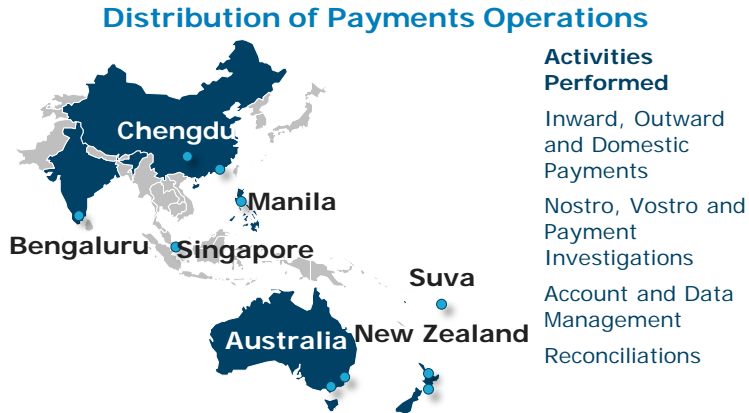 Distribution of Payments Operations
Activities
Performed
Inward, Outward
and Domestic
Payments
Nostro, Vostro and
Payment
Investigations
Account and Data
Management
Reconciliations
Chengdu
Manila
Bengaluru
Singapore
Suva
Australia
New Zealand